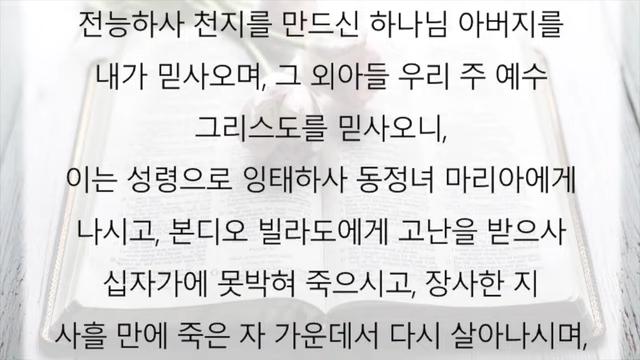 전능하사 천지를 만드신 하나님 아버지를
내가 믿사오며, 그 외아들 우리 주 예수
그리스도를 믿사오니,
이는 성령으로 잉태하사 동정녀 마리아에게
나시고, 본디오 빌라도에게 고난을 받으사
십자가에 못박혀 죽으시고, 장사한 지
사흘 만에 죽은 자 가운데서 다시 살아나시며,